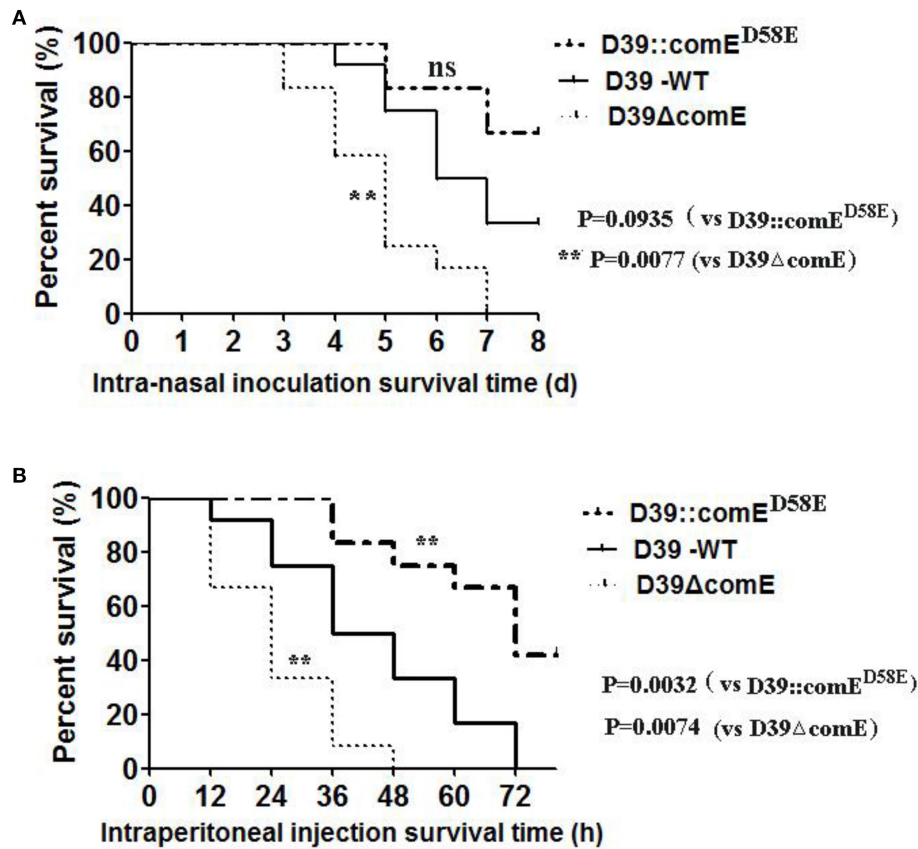 A
Percent survival (%)
100
80
60
40
20
0
ns
**
0 1 2 3 4 5 6 7 8
Intra-nasal inoculation survival time (d)
D39::comE^D58E
D39 -WT
D39ΔcomE
P=0.0935 ( vs D39::comE^D58E)
** P=0.0077 (vs D39△comE)
B
Percent survival (%)
100
80
60
40
20
0
**
**
0 12 24 36 48 60 72
Intraperitoneal injection survival time (h)
D39::comE^D58E
D39 -WT
D39ΔcomE
P=0.0032 ( vs D39::comE^D58E)
P=0.0074 (vs D39△comE)